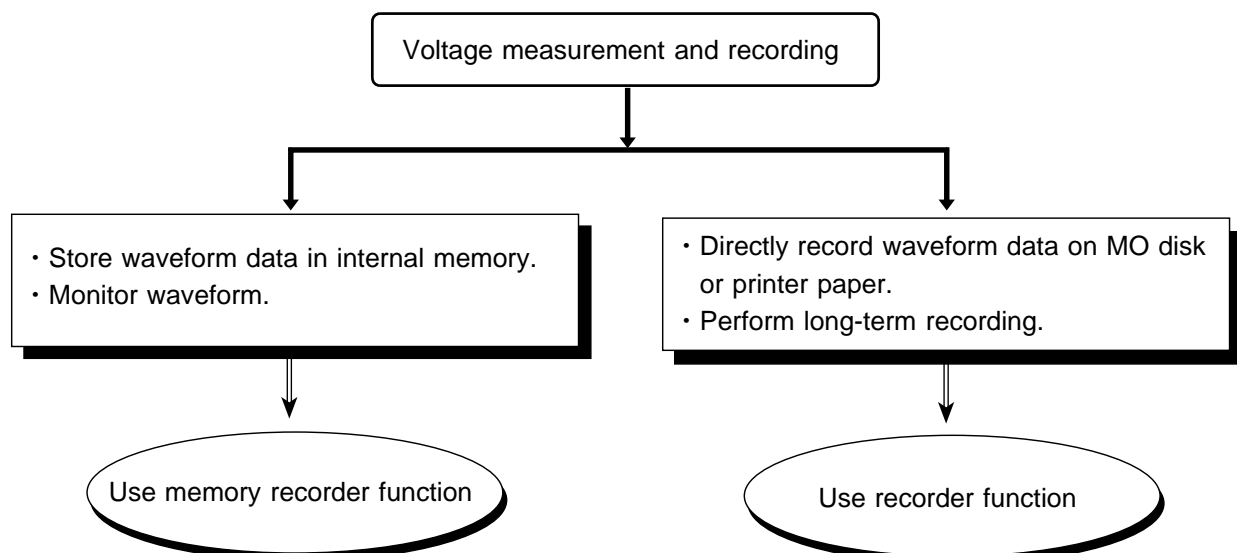 Voltage measurement and recording
・Store waveform data in internal memory.
・Monitor waveform.
・Directly record waveform data on MO disk
or printer paper.
・Perform long-term recording.
Use memory recorder function
Use recorder function